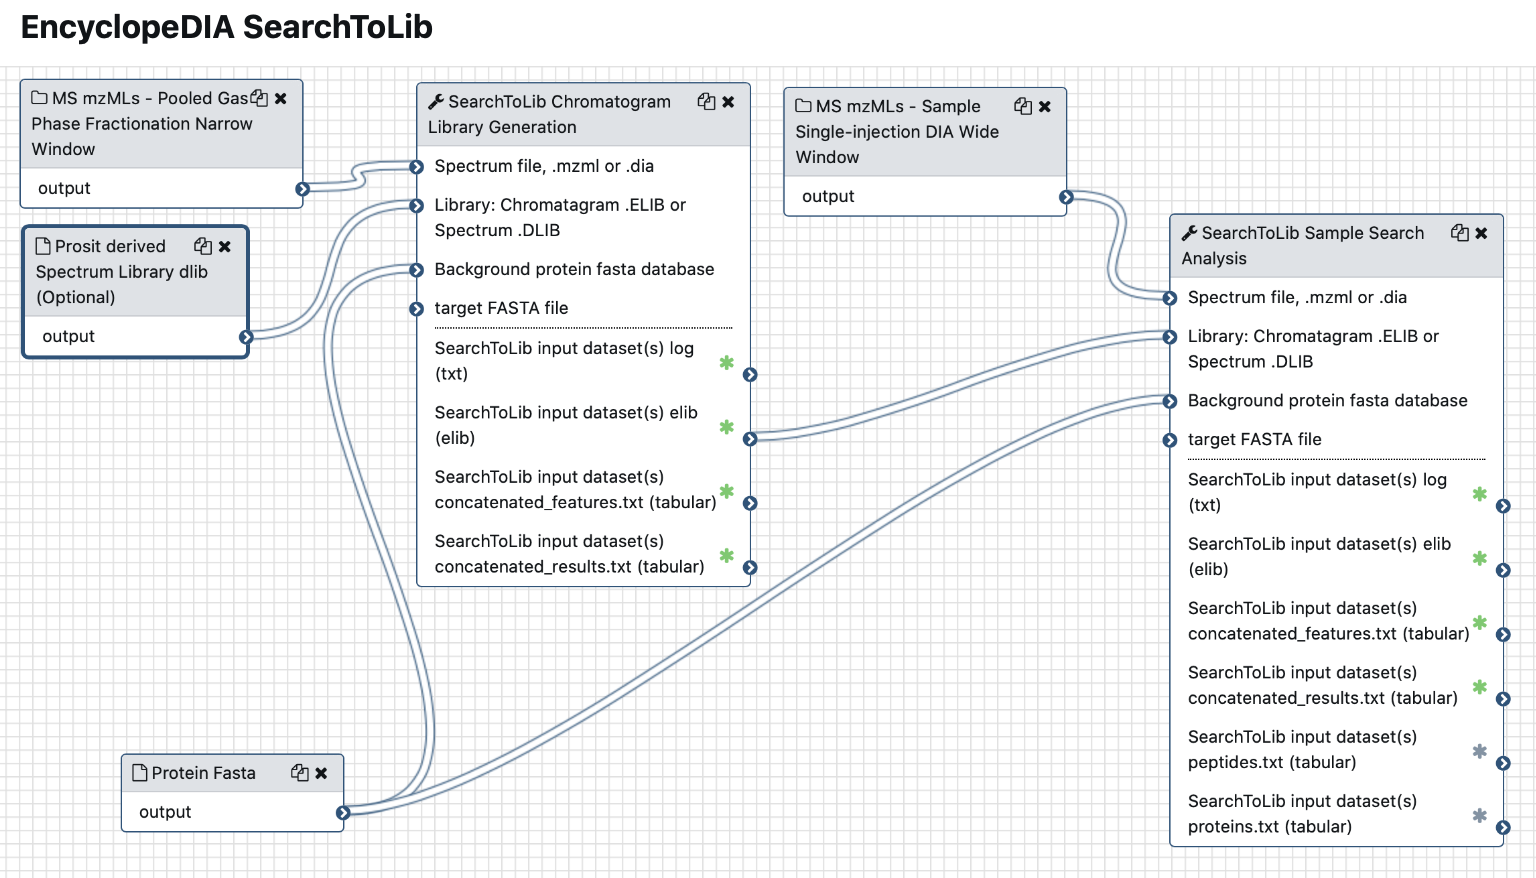 EncyclopeDIA SearchToLib
MS mzMLs - Pooled Gas
Phase Fractionation Narrow
Window
output
Prosit derived
Spectrum Library dlib
(Optional)
output
SearchToLib Chromatogram
Library Generation
Spectrum file, .mzml or .dia
Library: Chromatagram .ELIB or
Spectrum .DLIB
Background protein fasta database
target FASTA file
SearchToLib input dataset(s) log
(txt)
SearchToLib input dataset(s) elib
(elib)
SearchToLib input dataset(s)
concatenated_features.txt (tabular)
SearchToLib input dataset(s)
concatenated_results.txt (tabular)
MS mzMLs - Sample
Single-injection DIA Wide
Window
output
SearchToLib Sample Search
Analysis
Spectrum file, .mzml or .dia
Library: Chromatagram .ELIB or
Spectrum .DLIB
Background protein fasta database
target FASTA file
SearchToLib input dataset(s) log
(txt)
SearchToLib input dataset(s) elib
(elib)
SearchToLib input dataset(s)
concatenated_features.txt (tabular)
SearchToLib input dataset(s)
concatenated_results.txt (tabular)
SearchToLib input dataset(s)
peptides.txt (tabular)
SearchToLib input dataset(s)
proteins.txt (tabular)
Protein Fasta
output